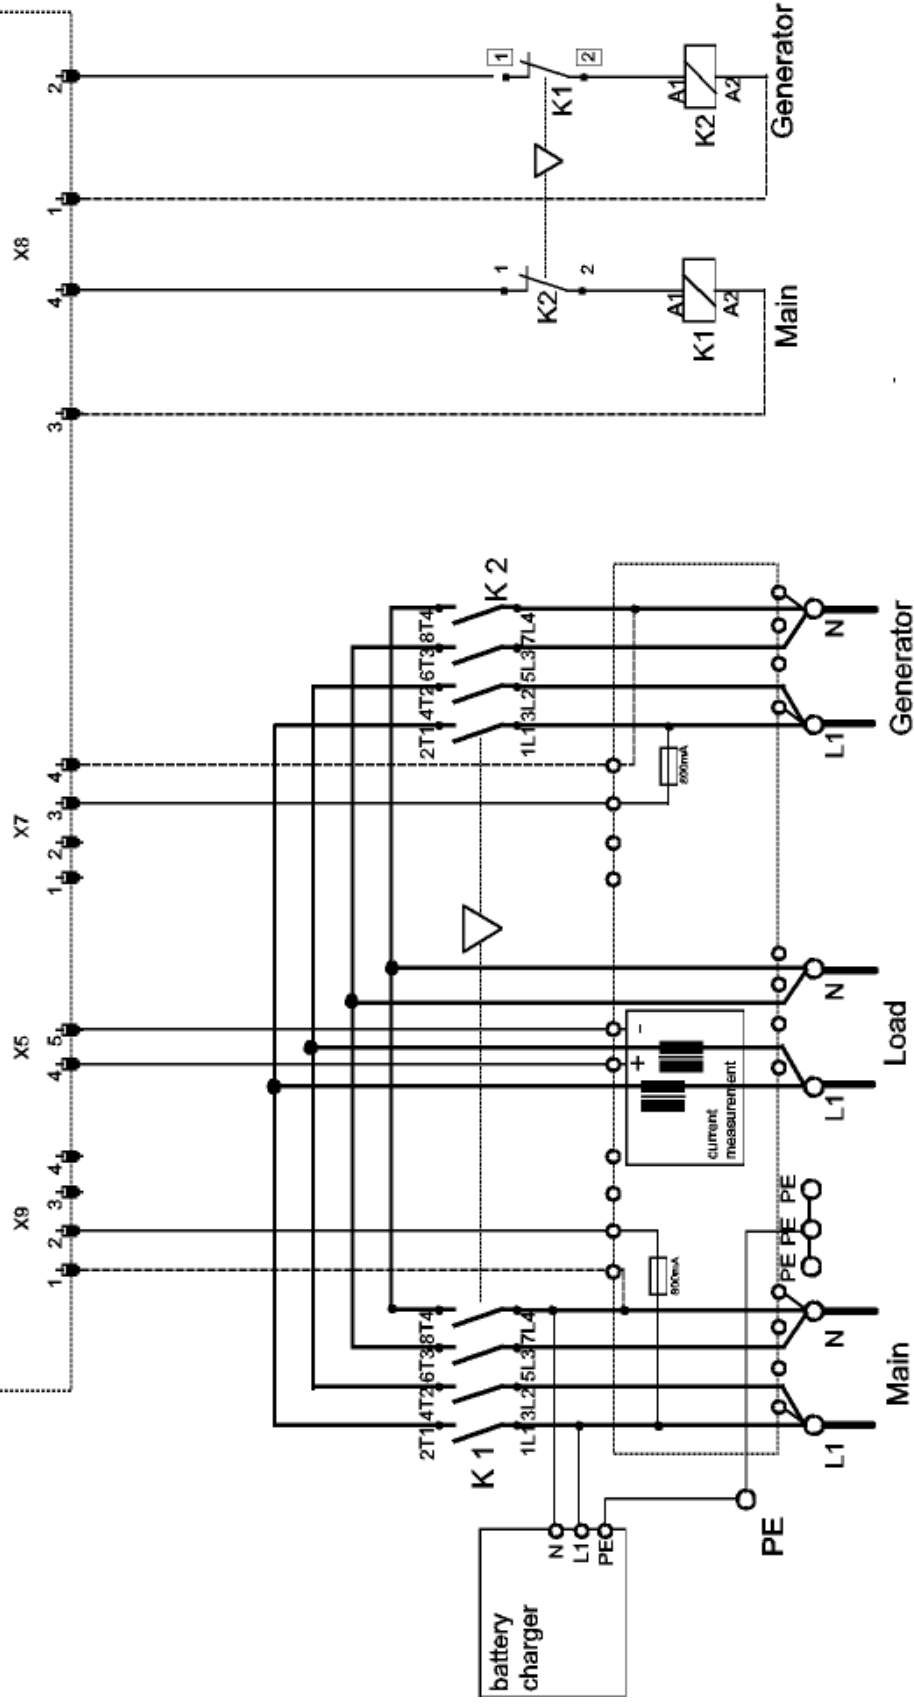 X9 X5 X7 X8
1 2 3 4 4 5 1 2 3 4 3 4 1 2
2T1 4T2 6T3 8T4 2T1 4T2 6T3 8T4
K 1 K 2
1 1
K2 K1
2 2
1L1 3L2 5L3 7L4 1L1 3L2 5L3 7L4
battery
charger
N
L1
PE
+ -
800mA 800mA
current
measurement
A1 A1
K1 K2
A2 A2
Main Generator
PE
PE PE PE
L1 N L1 N L1 N
Main Load Generator